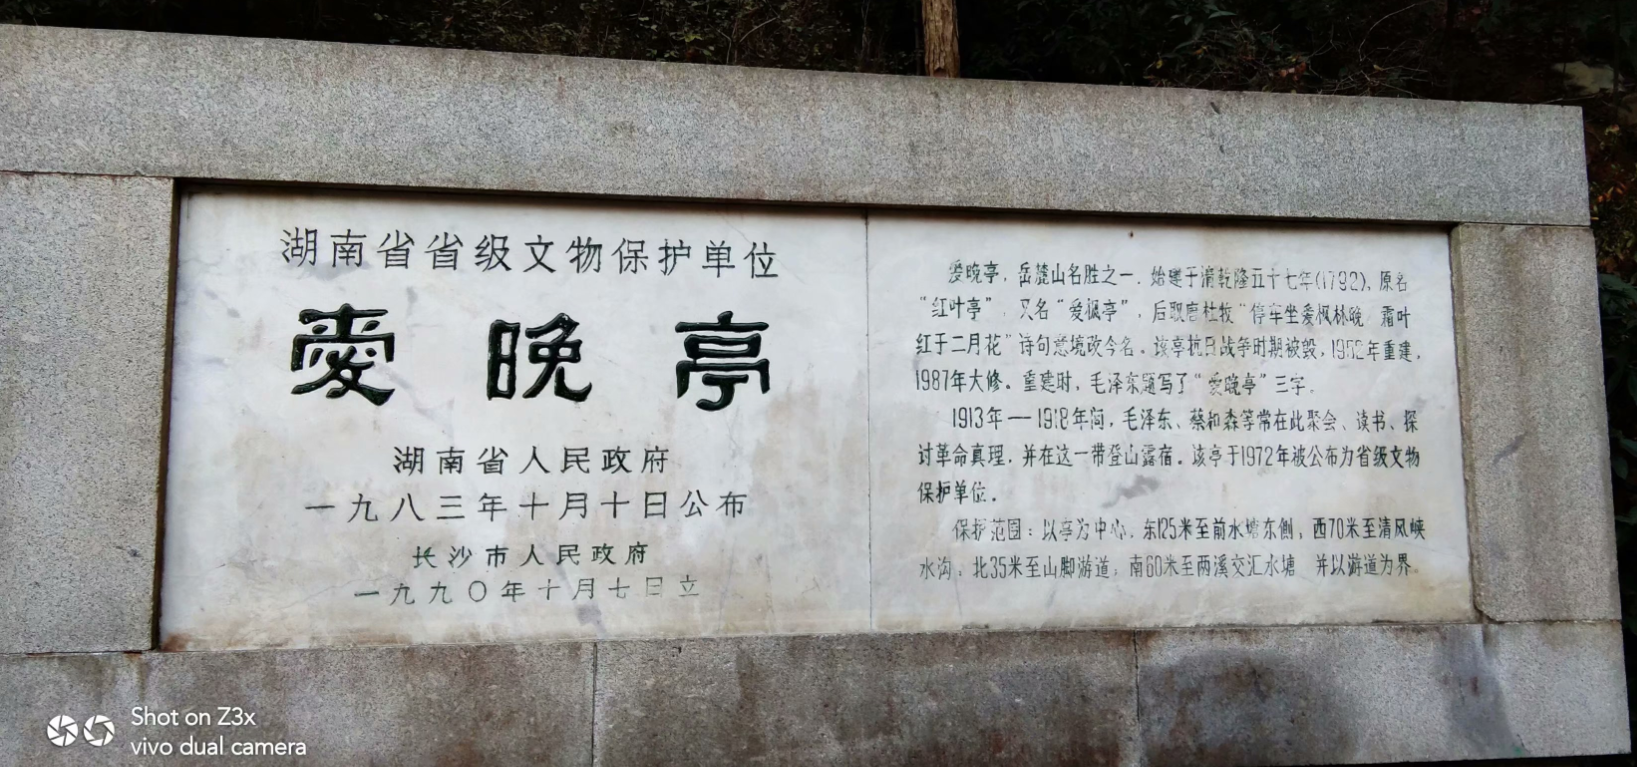 湖南省省级文物保护单位
愛晚亭
湖南省人民政府
一九八三年十月十日公布
长沙市人民政府
一九九〇年十月七日立
爱晚亭，岳麓山名胜之一，始建于清乾隆五十七年(1792)，原名
“红叶亭”，又名“爱枫亭”，后取唐杜牧“停车坐爱枫林晚 霜叶
红于二月花”诗句意境改今名。该亭抗日战争时期被毁，1952年重建，
1987年大修。重建时，毛泽东题写了“爱晚亭”三字。
1913年——1918年间，毛泽东、蔡和森等常在此聚会、读书、探
讨革命真理，并在这一带登山露宿。该亭于1972年被公布为省级文物
保护单位。
保护范围：以亭为中心，东125米至前水塘东侧，西70米至清风峡
水沟，北35米至山脚游道，南60米至两溪交汇水塘 并以游道为界。
Shot on Z3x
vivo dual camera